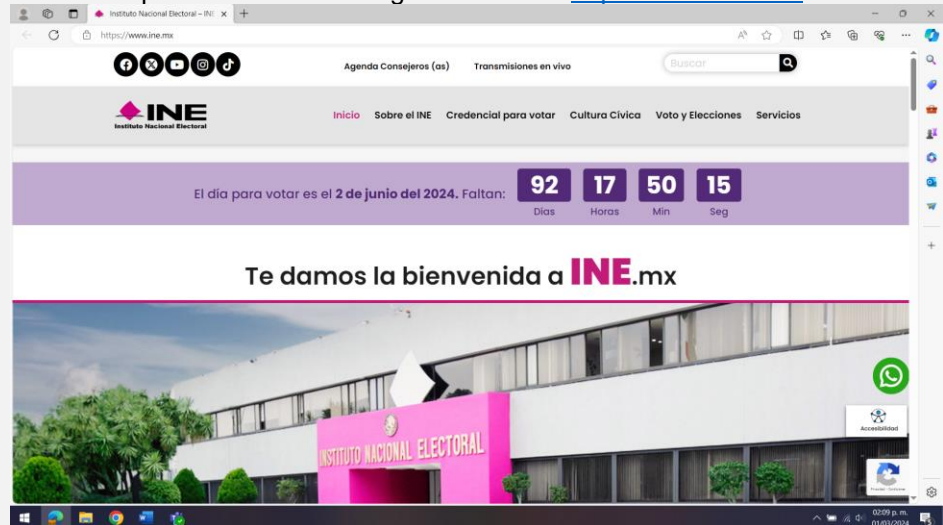 Instituto Nacional Electoral – INE
https://www.ine.mx
Agenda Consejeros (as) Transmisiones en vivo Buscar
INE
Instituto Nacional Electoral
Inicio Sobre el INE Credencial para votar Cultura Cívica Voto y Elecciones Servicios
El día para votar es el 2 de junio del 2024. Faltan: 92 17 50 15
Días Horas Min Seg
Te damos la bienvenida a INE.mx
INSTITUTO NACIONAL ELECTORAL
Accesibilidad
02:09 p. m.
01/03/2024